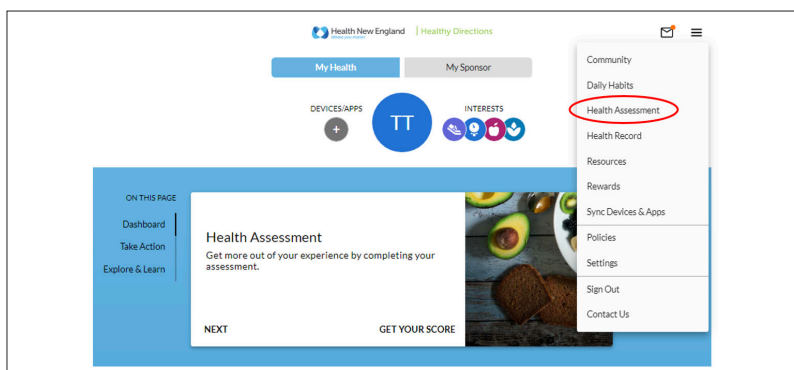 Health New England
Healthy Directions
My Health
My Sponsor
DEVICES/APPS
TT
INTERESTS
Community
Daily Habits
Health Assessment
Health Record
Resources
Rewards
Sync Devices & Apps
Policies
Settings
Sign Out
Contact Us
ON THIS PAGE
Dashboard
Take Action
Explore & Learn
Health Assessment
Get more out of your experience by completing your
assessment.
NEXT
GET YOUR SCORE